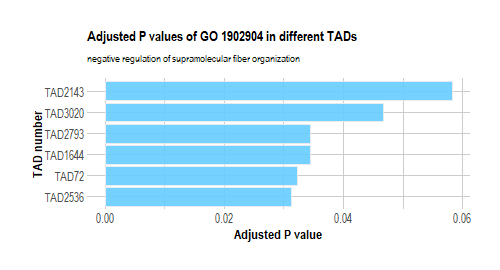 Adjusted P values of GO 1902904 in different TADs
negative regulation of supramolecular fiber organization
TAD number
TAD2143
TAD3020
TAD2793
TAD1644
TAD72
TAD2536
0.00 0.02 0.04 0.06
Adjusted P value